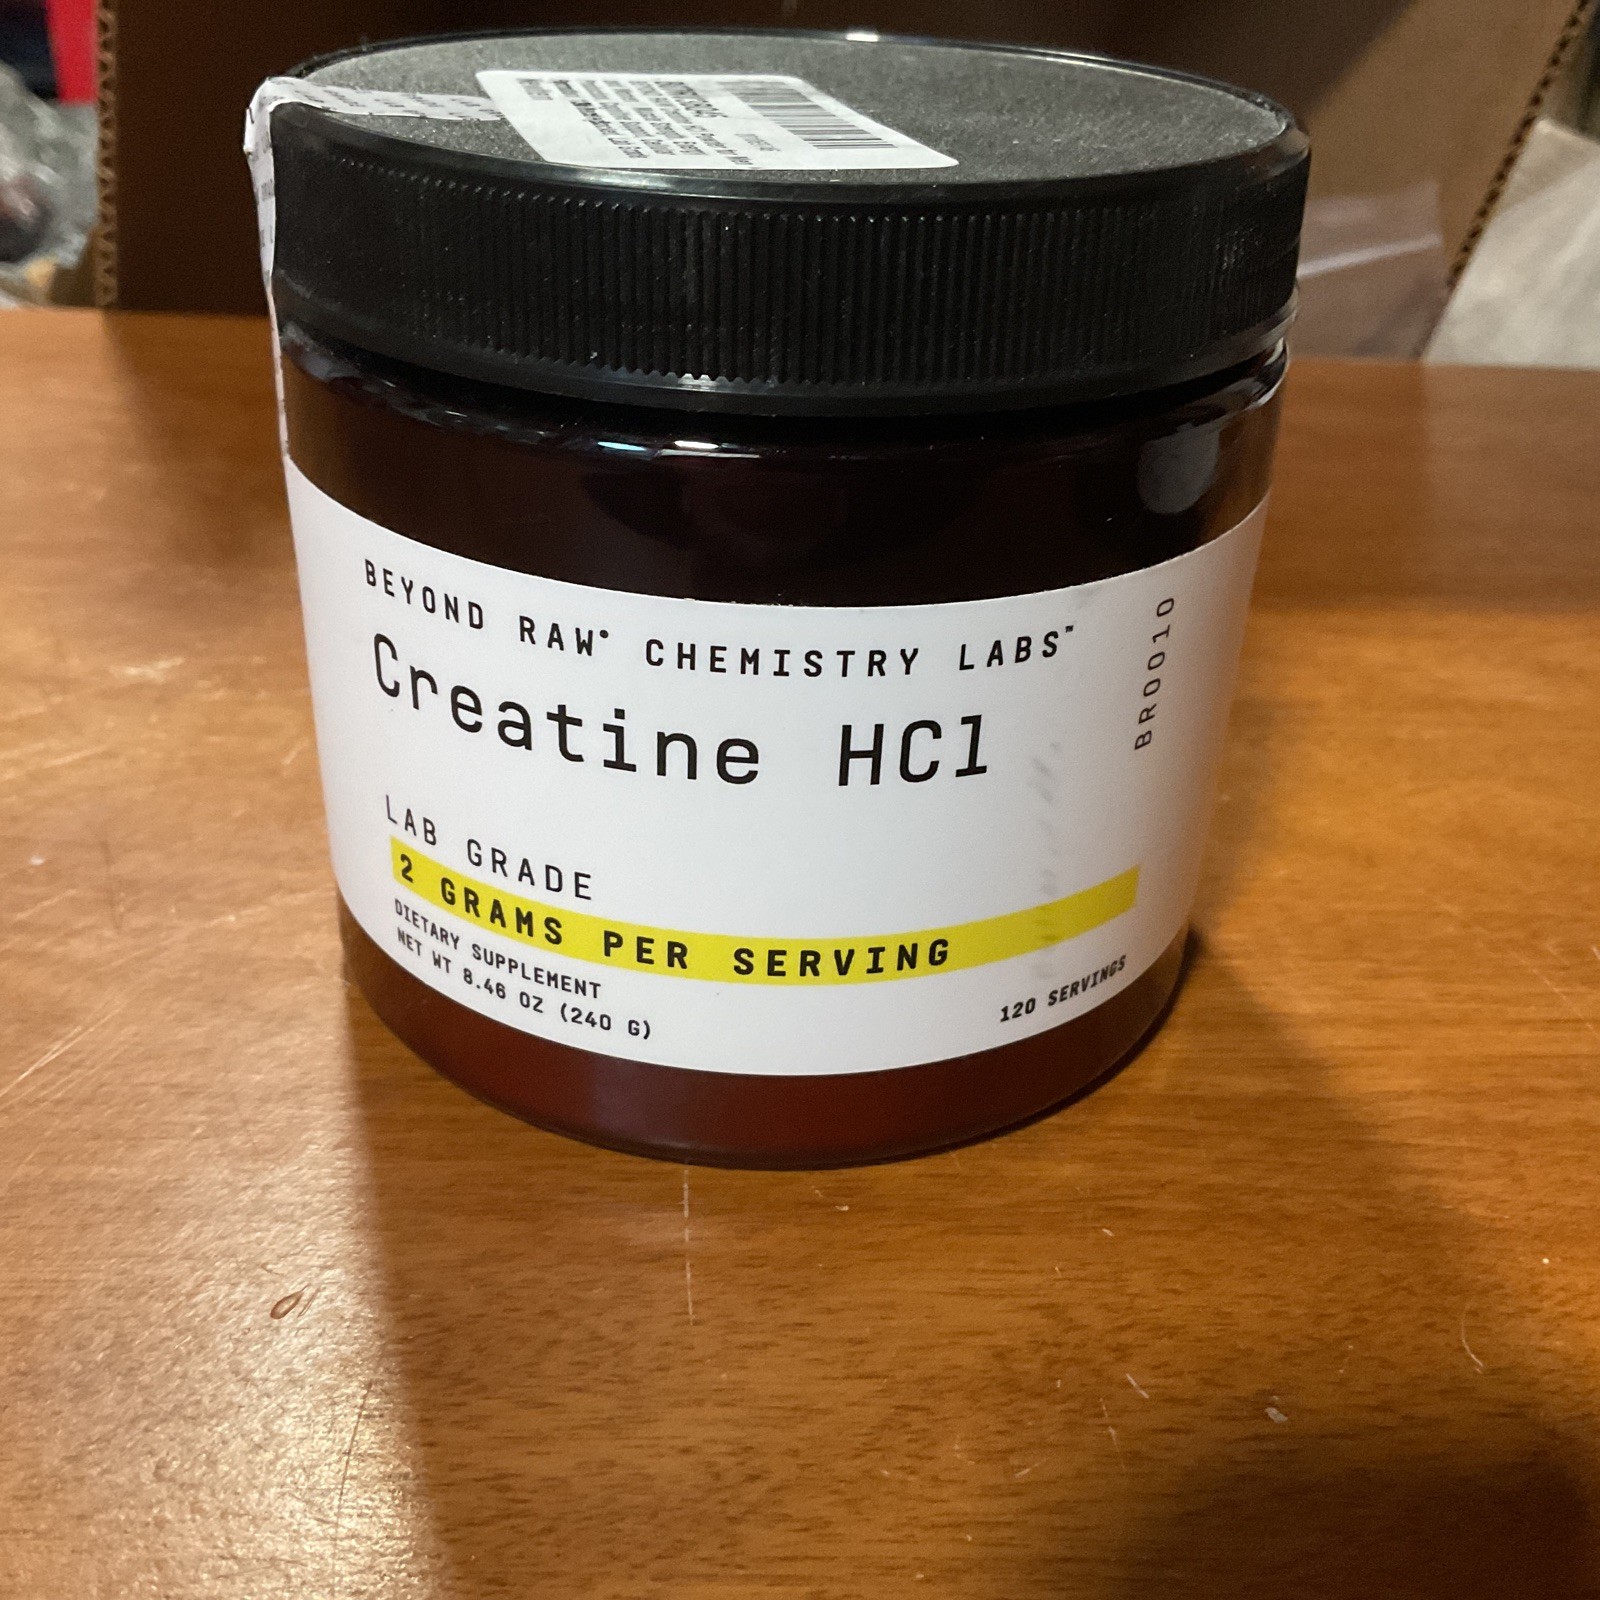 BEYOND RAW® CHEMISTRY LABS™
Creatine HCl
BR0010
LAB GRADE
2 GRAMS PER SERVING
DIETARY SUPPLEMENT
NET WT 8.46 OZ (240 G)
120 SERVINGS